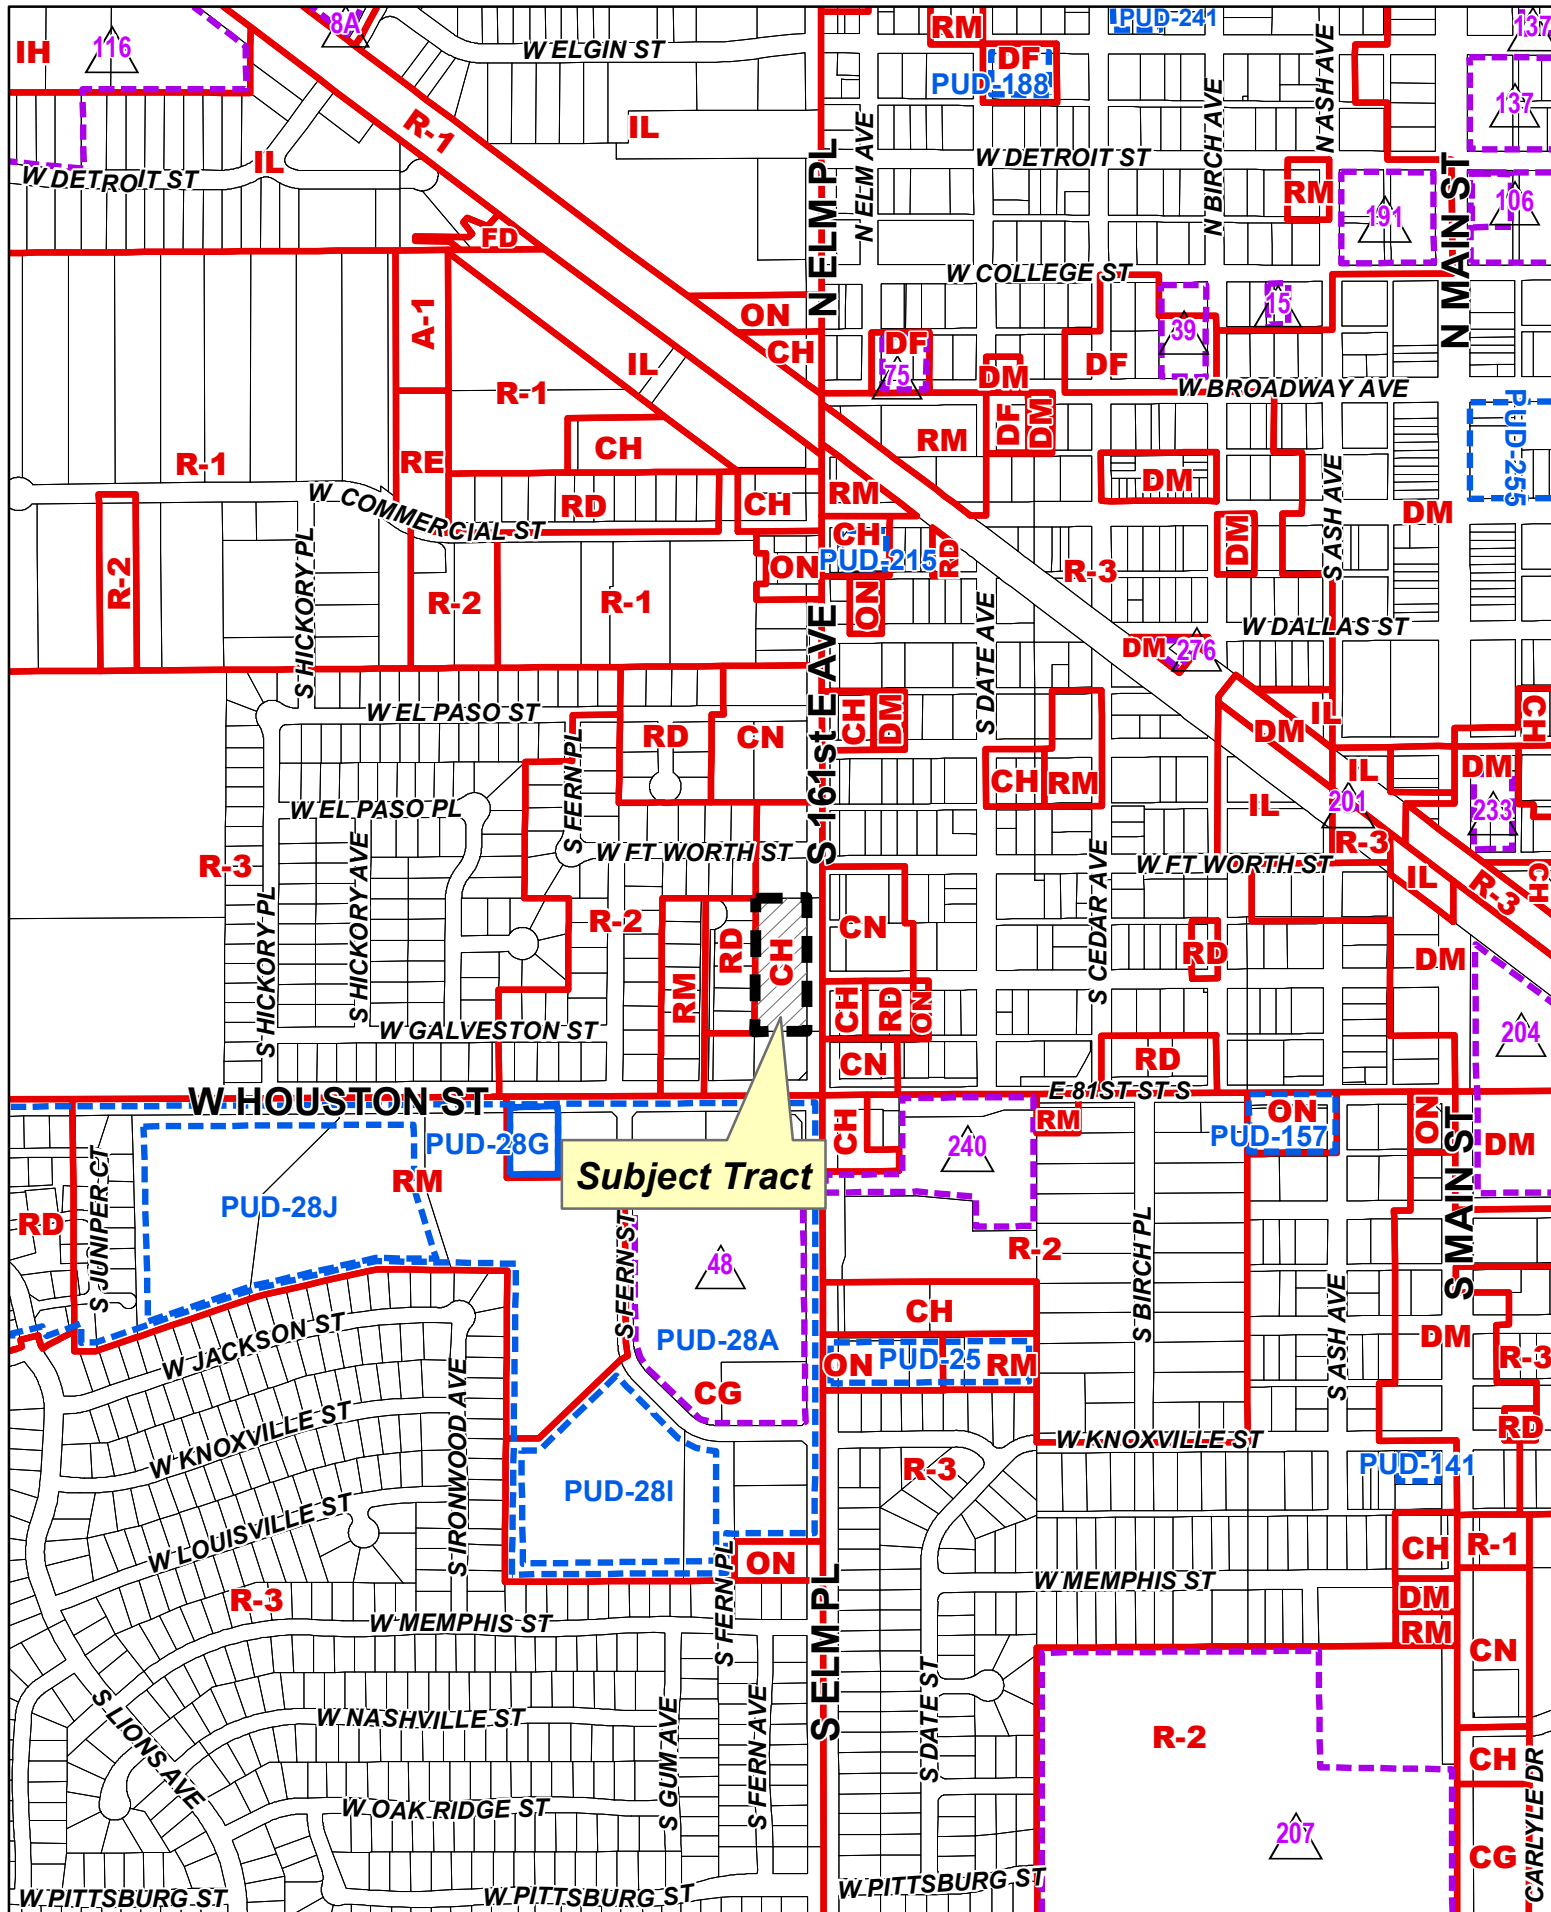 IH
116
8A
W ELGIN ST
RM
PUD-241
137
DF
PUD-188
N ASH AVE
137
R-1
IL
N ELM AVE
N BIRCH AVE
W DETROIT ST
W DETROIT ST
IL
RM
191
106
N MAIN ST
FD
N ELM PL
W COLLEGE ST
A-1
ON
CH
IL
DF
75
DM
DF
39
15
R-1
W BROADWAY AVE
CH
RM
DF
DM
PUD-255
R-1
RE
DM
W COMMERCIAL ST
RD
CH
RM
S ASH AVE
DM
CH
PUD-215
RD
DM
R-3
ON
R-2
S HICKORY PL
R-2
R-1
ON
S DATE AVE
W DALLAS ST
DM
276
S 161st E AVE
W EL PASO ST
S FERN PL
RD
CN
CH
DM
IL
DM
CH
CH
RM
IL
DM
201
233
W EL PASO PL
IL
R-3
W FT WORTH ST
W FT WORTH ST
R-3
S HICKORY AVE
IL
R-3
CH
S HICKORY PL
R-2
RM
RD
CH
CN
S CEDAR AVE
RD
DM
CH
RD
ON
W GALVESTON ST
204
CN
RD
W HOUSTON ST
E 81ST ST S
CH
RM
ON
PUD-157
ON
S MAIN ST
DM
PUD-28G
240
Subject Tract
S JUNIPER CT
RM
PUD-28J
RD
S FERN ST
48
R-2
S BIRCH PL
CH
W JACKSON ST
PUD-28A
ON
PUD-25
RM
S ASH AVE
DM
R-3
CG
S IRONWOOD AVE
W KNOXVILLE ST
W KNOXVILLE ST
RD
R-3
PUD-141
PUD-28I
W LOUISVILLE ST
CH
R-1
S FERN PL
ON
W MEMPHIS ST
R-3
DM
W MEMPHIS ST
RM
S ELM PL
CN
S LIONS AVE
W NASHVILLE ST
S GUM AVE
S FERN AVE
S DATE ST
R-2
CH
CARLYLE DR
W OAK RIDGE ST
207
CG
W PITTSBURG ST
W PITTSBURG ST
W PITTSBURG ST